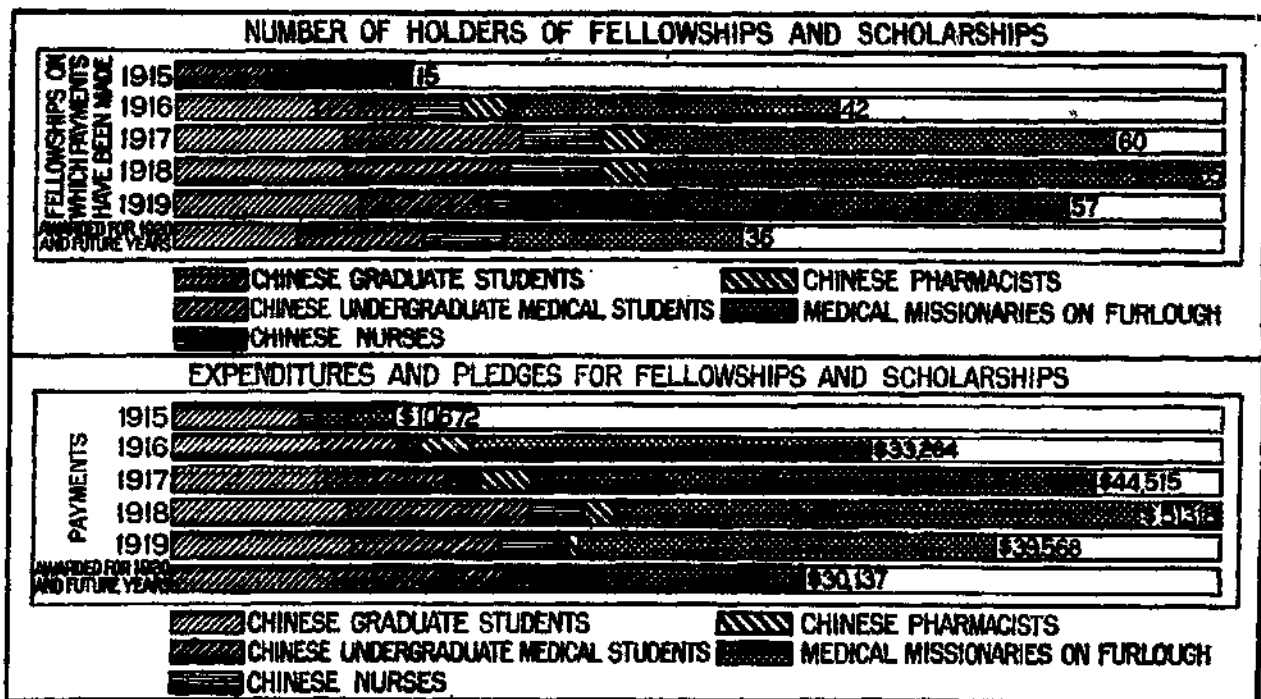 NUMBER OF HOLDERS OF FELLOWSHIPS AND SCHOLARSHIPS
FELLOWSHIPS ON
WHICH PAYMENTS
HAVE BEEN MADE
1915 15
1916 42
1917 60
1918
1919 57
AWARDED FOR 1920
AND FUTURE YEARS 36
CHINESE GRADUATE STUDENTS
CHINESE PHARMACISTS
CHINESE UNDERGRADUATE MEDICAL STUDENTS
MEDICAL MISSIONARIES ON FURLOUGH
CHINESE NURSES
EXPENDITURES AND PLEDGES FOR FELLOWSHIPS AND SCHOLARSHIPS
PAYMENTS
1915
1916
1917 $44,515
1918
1919 $39,568
AWARDED FOR 1920
AND FUTURE YEARS $30,137
CHINESE GRADUATE STUDENTS
CHINESE PHARMACISTS
CHINESE UNDERGRADUATE MEDICAL STUDENTS
MEDICAL MISSIONARIES ON FURLOUGH
CHINESE NURSES